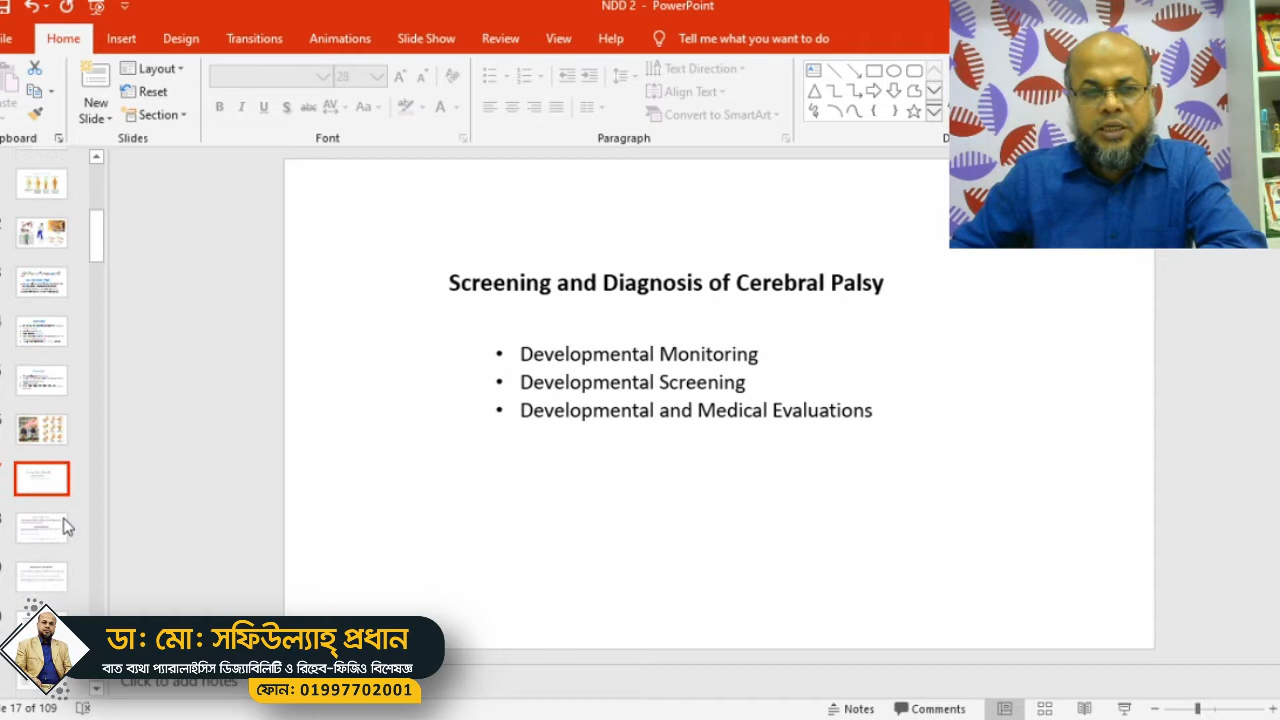 NDD 2 - PowerPoint
Home Insert Design Transitions Animations Slide Show Review View Help Tell me what you want to do
Layout
Reset
New Slide
Section
28
Text Direction
Align Text
Convert to SmartArt
Slides Font Paragraph
Screening and Diagnosis of Cerebral Palsy
• Developmental Monitoring
• Developmental Screening
• Developmental and Medical Evaluations
ডাঃ মোঃ সফিউল্যাহ্ প্রধান
বাত ব্যথা প্যারালাইসিস ডিজ্যাবিলিটি ও রিহেব-ফিজিও বিশেষজ্ঞ
ফোনঃ 01997702001
Click to add notes
17 of 109
Notes Comments